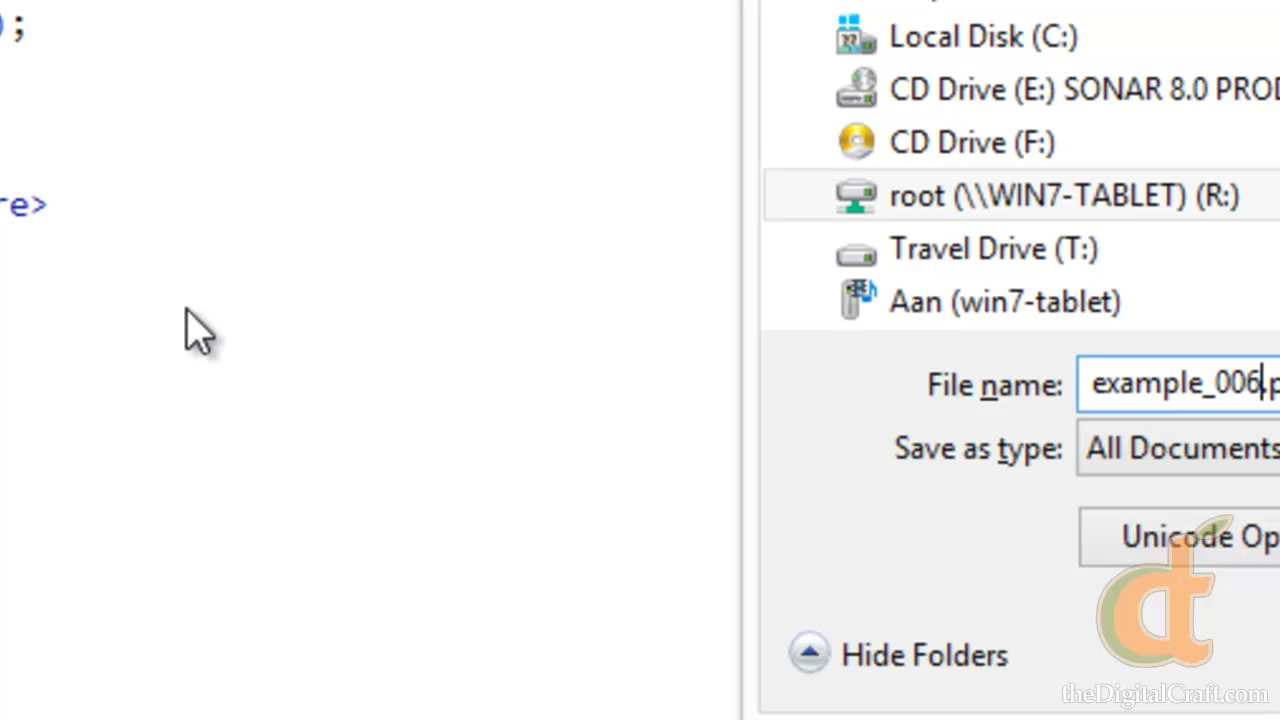 );
re>
Local Disk (C:)
CD Drive (E:) SONAR 8.0 PROD
CD Drive (F:)
root (\\WIN7-TABLET) (R:)
Travel Drive (T:)
Aan (win7-tablet)
File name: example_006.p
Save as type: All Documents
Unicode Op
Hide Folders
dt
theDigitalCraft.com